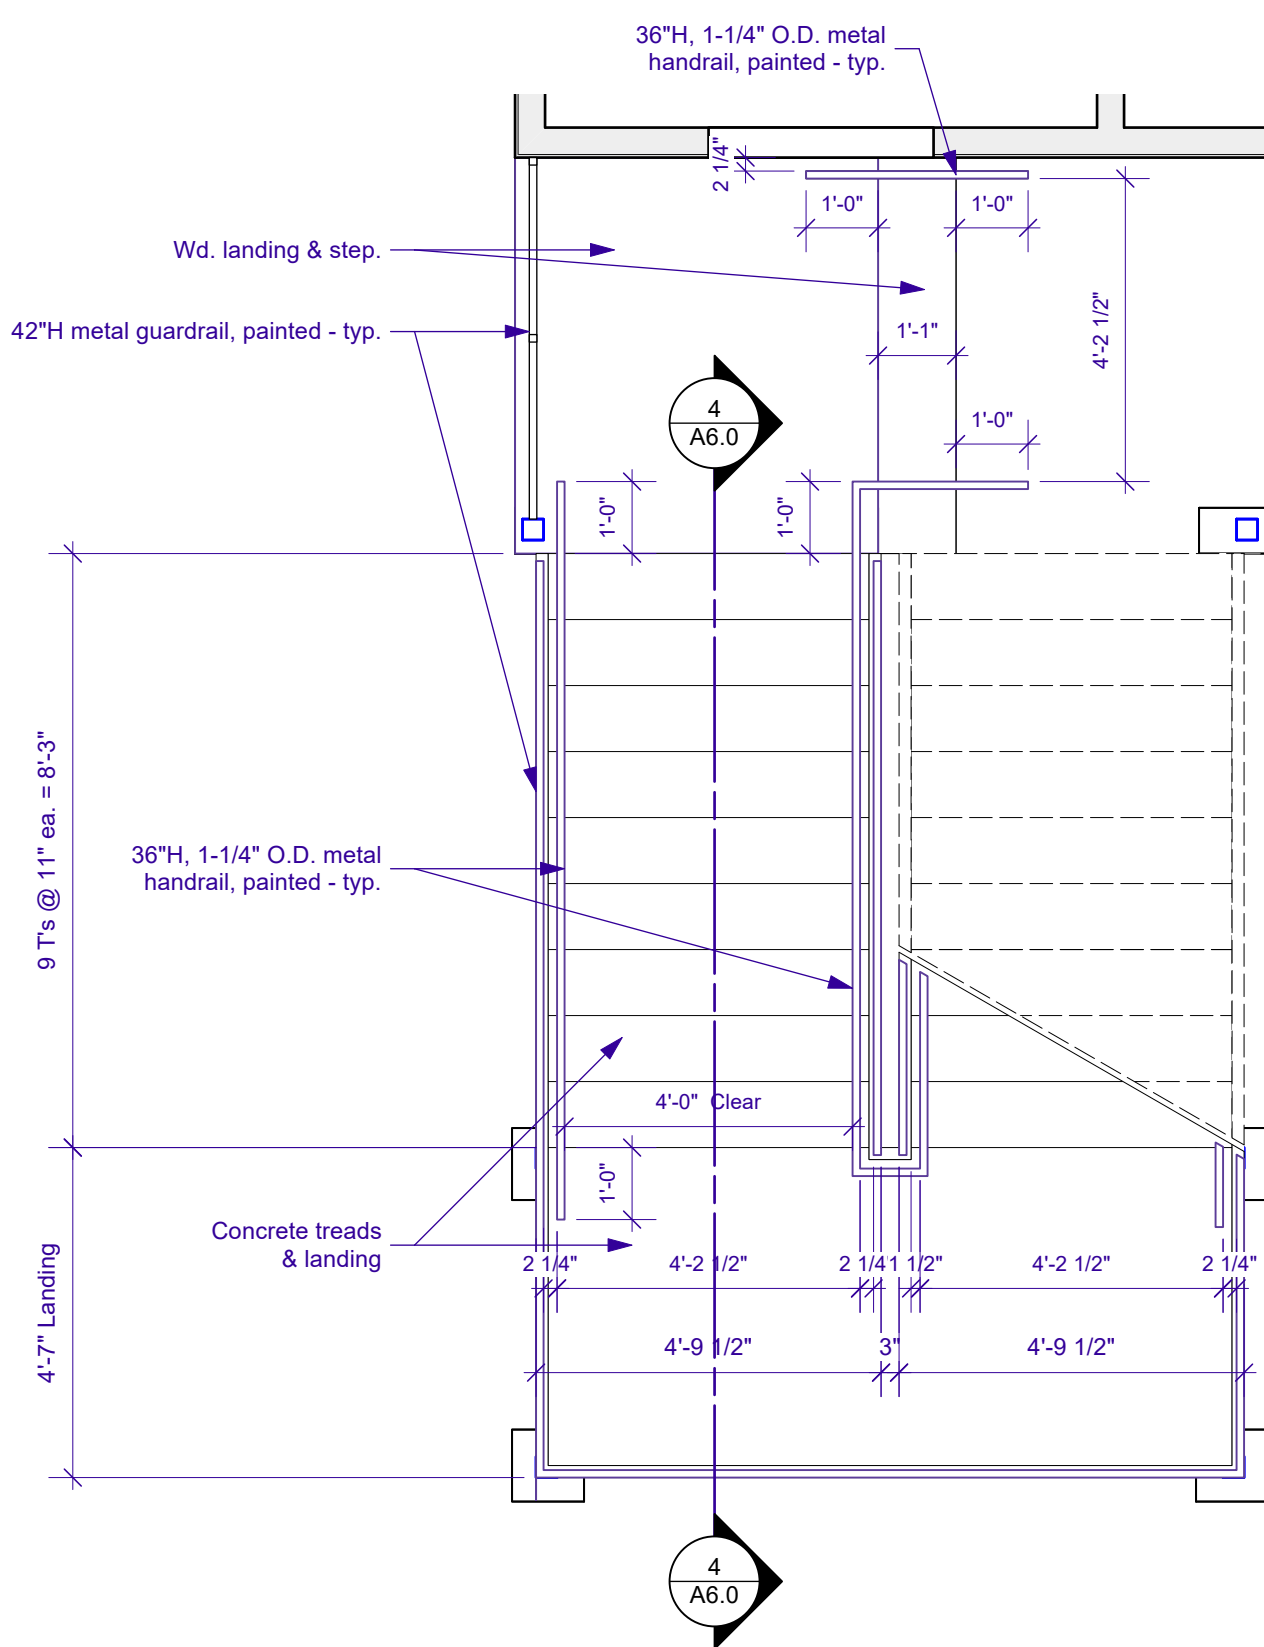 36"H, 1-1/4" O.D. metal
handrail, painted - typ.
2 1/4"
1'-0"
1'-0"
Wd. landing & step.
42"H metal guardrail, painted - typ.
1'-1"
4'-2 1/2"
4
A6.0
1'-0"
1'-0"
1'-0"
9 T's @ 11" ea. = 8'-3"
36"H, 1-1/4" O.D. metal
handrail, painted - typ.
4'-0" Clear
1'-0"
Concrete treads
& landing
4'-7" Landing
2 1/4"
4'-2 1/2"
2 1/4
1 1/2"
4'-2 1/2"
2 1/4"
4'-9 1/2"
3"
4'-9 1/2"
4
A6.0